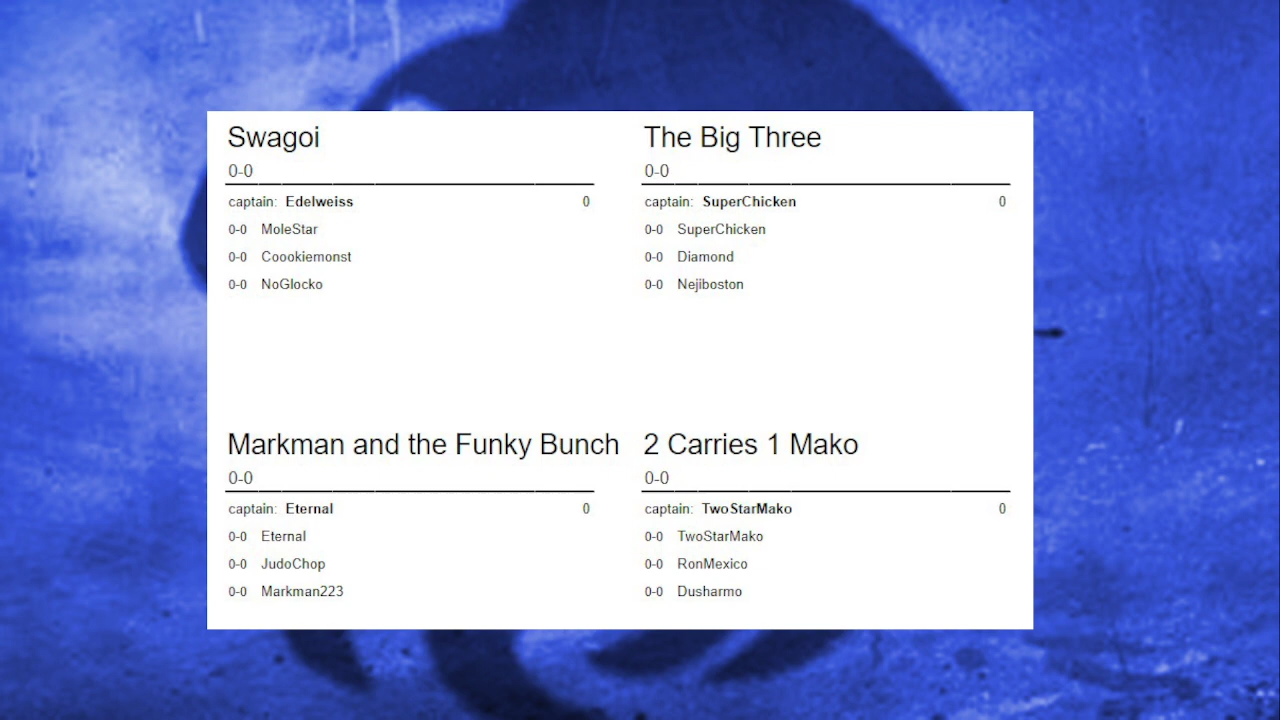 Swagoi
0-0
captain: Edelweiss 0
0-0 MoleStar
0-0 Coookiemonst
0-0 NoGlocko
The Big Three
0-0
captain: SuperChicken 0
0-0 SuperChicken
0-0 Diamond
0-0 Nejiboston
Markman and the Funky Bunch
0-0
captain: Eternal 0
0-0 Eternal
0-0 JudoChop
0-0 Markman223
2 Carries 1 Mako
0-0
captain: TwoStarMako 0
0-0 TwoStarMako
0-0 RonMexico
0-0 Dusharmo